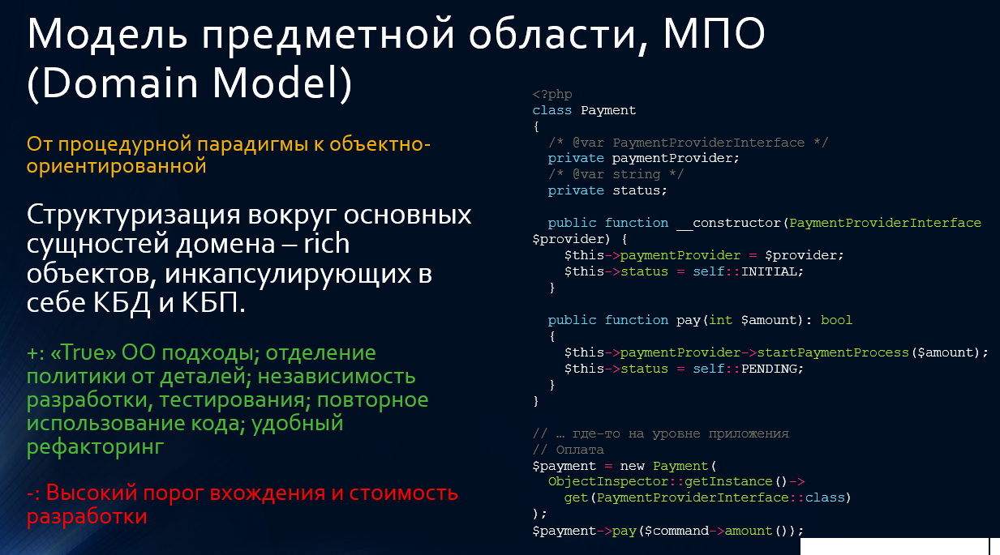 Модель предметной области, МПО
(Domain Model)
От процедурной парадигмы к объектно-
ориентированной
Структуризация вокруг основных
сущностей домена – rich
объектов, инкапсулирующих в
себе КБД и КБП.
+: «True» ОО подходы; отделение
политики от деталей; независимость
разработки, тестирования; повторное
использование кода; удобный
рефакторинг
-: Высокий порог вхождения и стоимость
разработки
<?php
class Payment
{
  /* @var PaymentProviderInterface */
  private paymentProvider;
  /* @var string */
  private status;

  public function __constructor(PaymentProviderInterface
$provider) {
    $this->paymentProvider = $provider;
    $this->status = self::INITIAL;
  }

  public function pay(int $amount): bool
  {
    $this->paymentProvider->startPaymentProcess($amount);
    $this->status = self::PENDING;
  }
}

// … где-то на уровне приложения
// Оплата
$payment = new Payment(
  ObjectInspector::getInstance()->
    get(PaymentProviderInterface::class)
);
$payment->pay($command->amount());